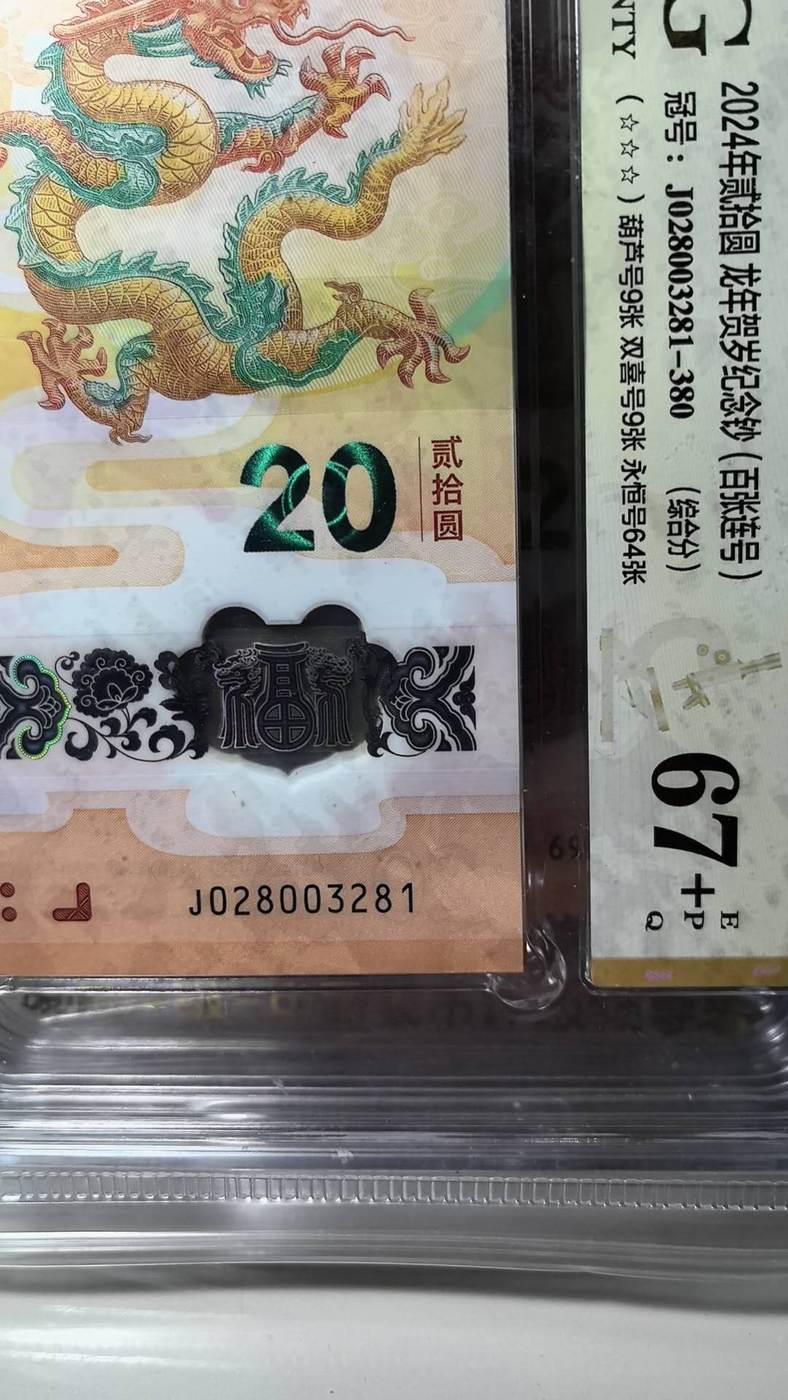 20
贰拾圆
福
J028003281
G
NTY
2024年贰拾圆 龙年贺岁纪念钞（百张连号）
冠号：J028003281-380 （综合分）
（☆☆☆）葫芦号9张 双喜号9张 永恒号64张
67+
E
P
Q